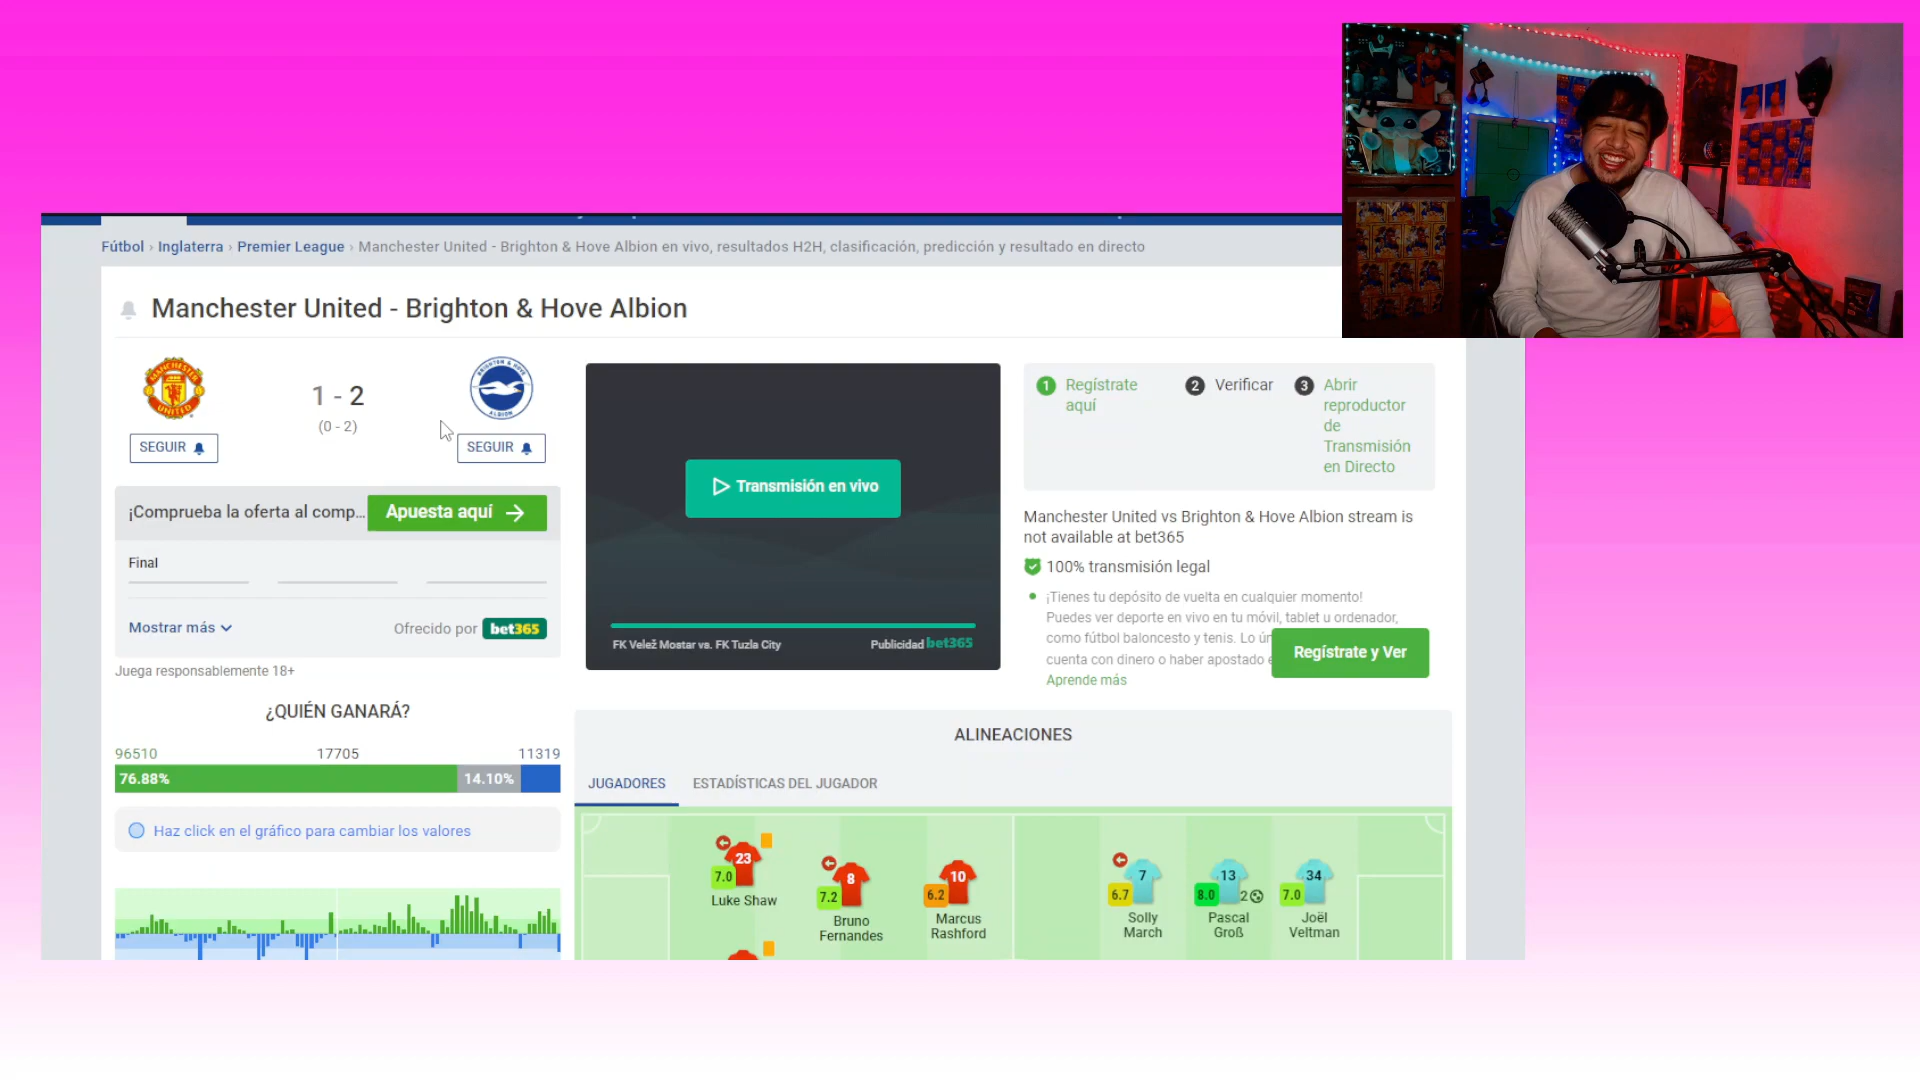 Fútbol › Inglaterra › Premier League › Manchester United - Brighton & Hove Albion en vivo, resultados H2H, clasificación, predicción y resultado en directo
Manchester United - Brighton & Hove Albion
MANCHESTER
UNITED
1 - 2
(0 - 2)
BRIGHTON & HOVE
ALBION
SEGUIR
SEGUIR
¡Comprueba la oferta al comp...
Apuesta aquí
Final
Mostrar más
Ofrecido por bet365
Juega responsablemente 18+
¿QUIÉN GANARÁ?
96510
17705
11319
76.88%
14.10%
Haz click en el gráfico para cambiar los valores
Transmisión en vivo
FK Velež Mostar vs. FK Tuzla City
Publicidad bet365
1 Regístrate
aquí
2 Verificar
3 Abrir
reproductor
de
Transmisión
en Directo
Manchester United vs Brighton & Hove Albion stream is
not available at bet365
100% transmisión legal
¡Tienes tu depósito de vuelta en cualquier momento!
Puedes ver deporte en vivo en tu móvil, tablet u ordenador,
como fútbol baloncesto y tenis. Lo ún
cuenta con dinero o haber apostado e
Aprende más
Regístrate y Ver
ALINEACIONES
JUGADORES
ESTADÍSTICAS DEL JUGADOR
23
7.0
Luke Shaw
8
7.2
Bruno
Fernandes
10
6.2
Marcus
Rashford
7
6.7
Solly
March
13
8.0
2
Pascal
Groß
34
7.0
Joël
Veltman